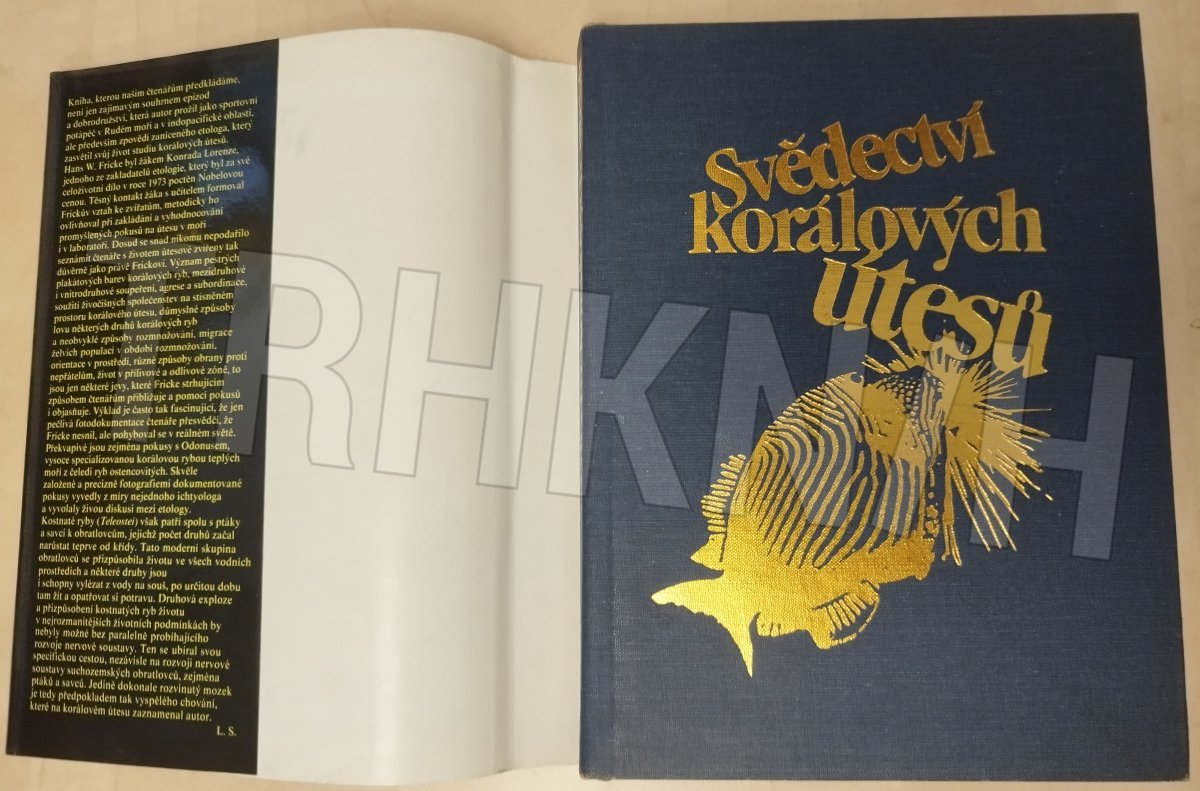 Kniha, kterou našim čtenářům předkládáme,
není jen zajímavým souhrnem epizod
a dobrodružství, která autor prožil jako sportovní
potápěč v Rudém moři a v indopacifické oblasti,
ale především zpovědí zaníceného etologa, který
zasvětil svůj život studiu korálových útesů.
Hans W. Fricke byl žákem Konrada Lorenze,
jednoho ze zakladatelů etologie, který byl za své
celoživotní dílo v roce 1973 poctěn Nobelovou
cenou. Těsný kontakt žáka s učitelem formoval
Frickův vztah ke zvířatům, metodicky ho
ovlivňoval při zakládání a vyhodnocování
promyšlených pokusů na útesu v moři
i v laboratoři. Dosud se snad nikomu nepodařilo
seznámit čtenáře s životem útesové zvířeny tak
důvěrně jako právě Frickovi. Význam pestrých
plakátových barev korálových ryb, mezidruhové
i vnitrodruhové soupeření, agrese a subordinace,
soužití živočišných společenstev na stísněném
prostoru korálového útesu, důmyslné způsoby
lovu některých druhů korálových ryb
a neobvyklé způsoby rozmnožování, migrace
želvích populací v období rozmnožování,
orientace v prostředí, různé způsoby obrany proti
nepřátelům, život v přílivové a odlivové zóně, to
jsou jen některé jevy, které Fricke strhujícím
způsobem čtenářům přibližuje a pomocí pokusů
i objasňuje. Výklad je často tak fascinující, že jen
pečlivá fotodokumentace čtenáře přesvědčí, že
Fricke nesnil, ale pohyboval se v reálném světě.
Překvapivé jsou zejména pokusy s Odonusem,
vysoce specializovanou korálovou rybou teplých
moří z čeledi ryb ostencovitých. Skvěle
založené a precizně fotografiemi dokumentované
pokusy vyvedly z míry nejednoho ichtyologa
a vyvolaly živou diskusi mezi etology.
Kostnaté ryby (Teleostei) však patří spolu s ptáky
a savci k obratlovcům, jejichž počet druhů začal
narůstat teprve od křídy. Tato moderní skupina
obratlovců se přizpůsobila životu ve všech vodních
prostředích a některé druhy jsou
i schopny vylézat z vody na souš, po určitou dobu
tam žít a opatřovat si potravu. Druhová exploze
a přizpůsobení kostnatých ryb životu
v nejrozmanitějších životních podmínkách by
nebyly možné bez paralelně probíhajícího
rozvoje nervové soustavy. Ten se ubíral svou
specifickou cestou, nezávisle na rozvoji nervové
soustavy suchozemských obratlovců, zejména
ptáků a savců. Jedině dokonale rozvinutý mozek
je tedy předpokladem tak vyspělého chování,
které na korálovém útesu zaznamenal autor.
L. S.
Svědectví
korálových
útesů
RHKNIH